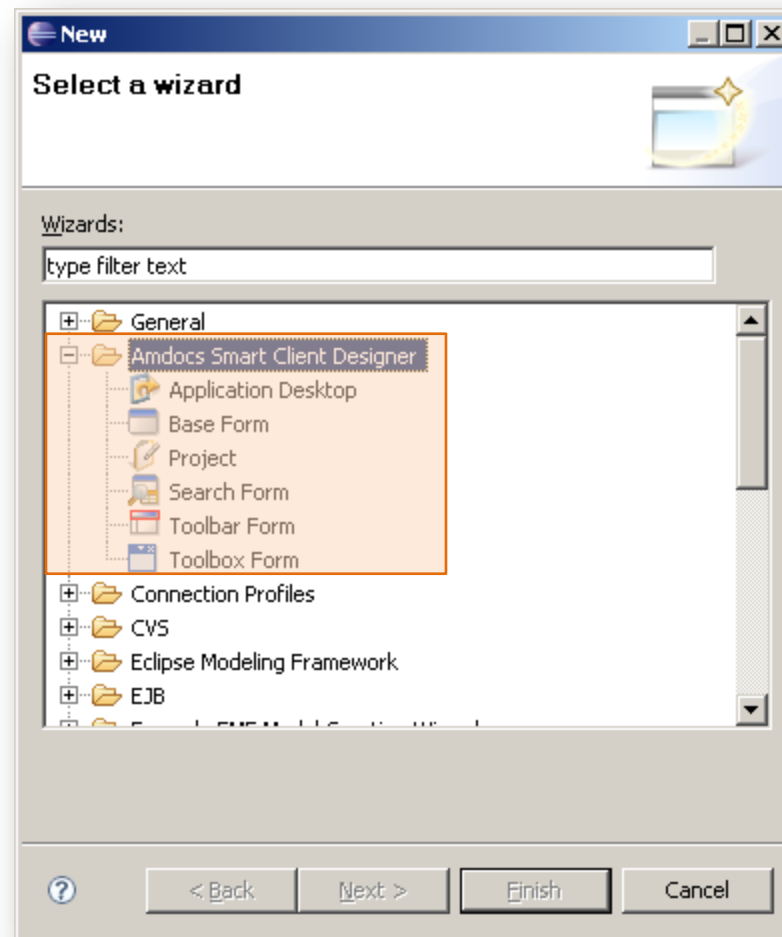 New
Select a wizard
Wizards:
type filter text
General
Amdocs Smart Client Designer
Application Desktop
Base Form
Project
Search Form
Toolbar Form
Toolbox Form
Connection Profiles
CVS
Eclipse Modeling Framework
EJB
< Back Next > Finish Cancel